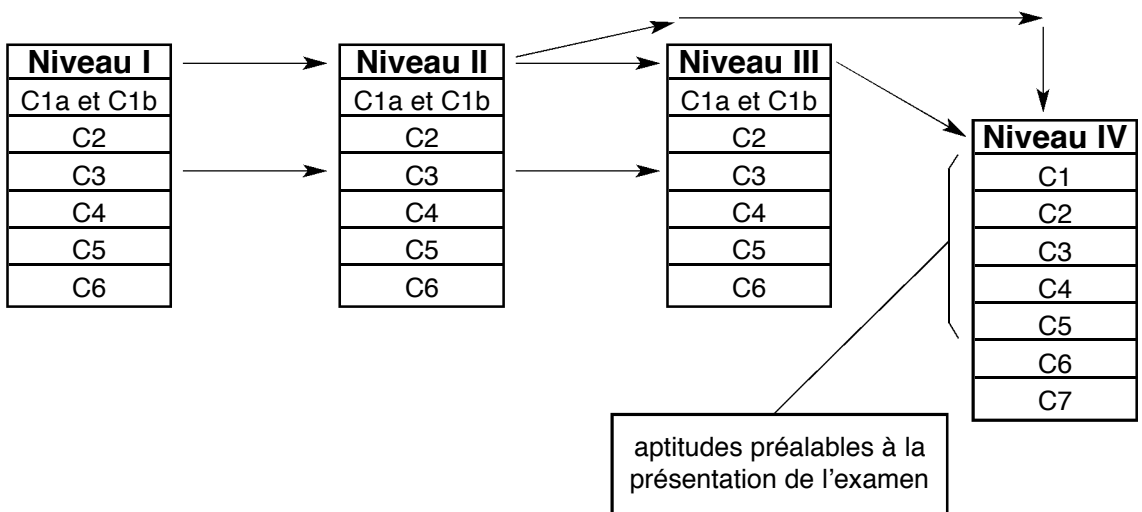 Niveau I
C1a et C1b
C2
C3
C4
C5
C6
Niveau II
C1a et C1b
C2
C3
C4
C5
C6
Niveau III
C1a et C1b
C2
C3
C4
C5
C6
Niveau IV
C1
C2
C3
C4
C5
C6
C7
aptitudes préalables à la
présentation de l'examen